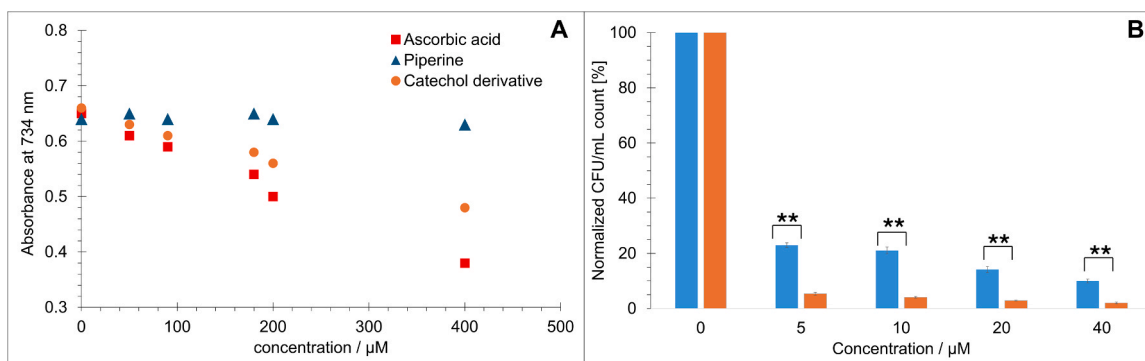 A
Ascorbic acid
Piperine
Catechol derivative
Absorbance at 734 nm
0.8
0.7
0.6
0.5
0.4
0.3
0 100 200 300 400 500
concentration / µM
B
Normalized CFU/mL count [%]
100
80
60
40
20
0
**
**
**
**
0 5 10 20 40
Concentration / µM